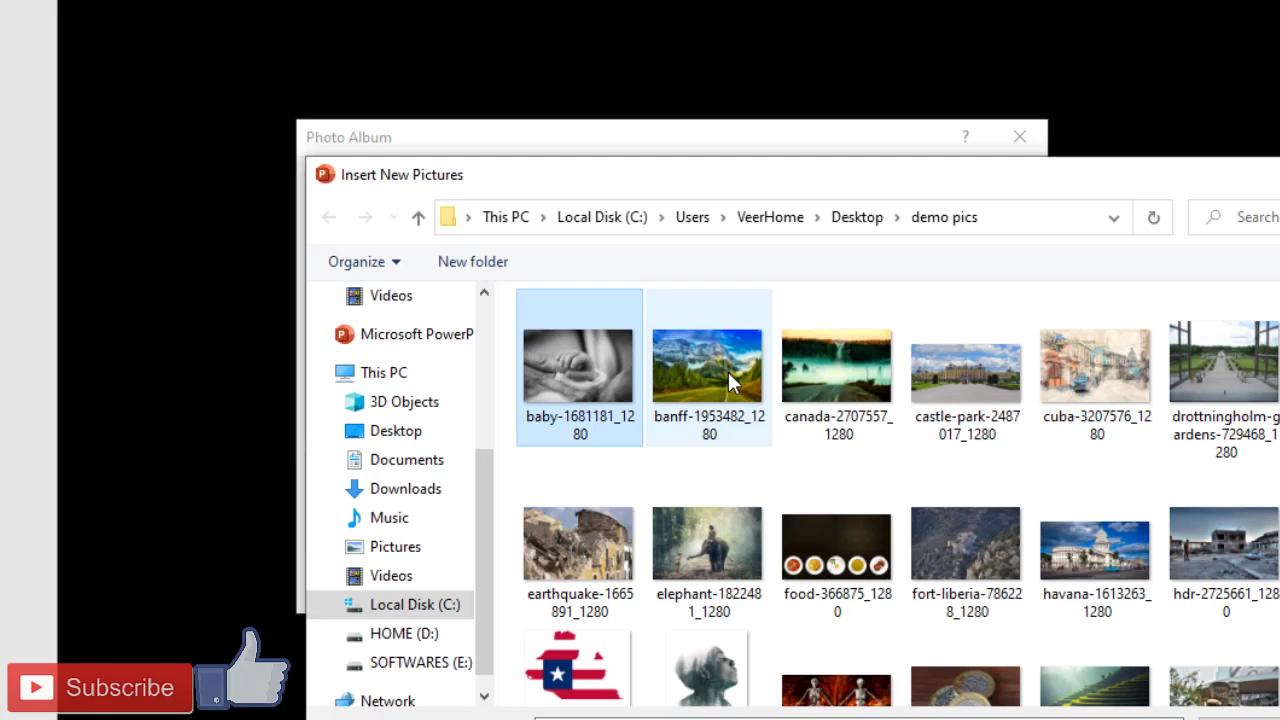 Photo Album
?
Insert New Pictures
This PC
Local Disk (C:)
Users
VeerHome
Desktop
demo pics
Search
Organize
New folder
Videos
Microsoft PowerP
This PC
3D Objects
Desktop
Documents
Downloads
Music
Pictures
Videos
Local Disk (C:)
HOME (D:)
SOFTWARES (E:)
Network
baby-1681181_12
80
banff-1953482_12
80
canada-2707557_
1280
castle-park-2487
017_1280
cuba-3207576_12
80
drottningholm-g
ardens-729468_1
280
earthquake-1665
891_1280
elephant-182248
1_1280
food-366875_128
0
fort-liberia-78622
8_1280
havana-1613263_
1280
hdr-2725661_128
0
Subscribe